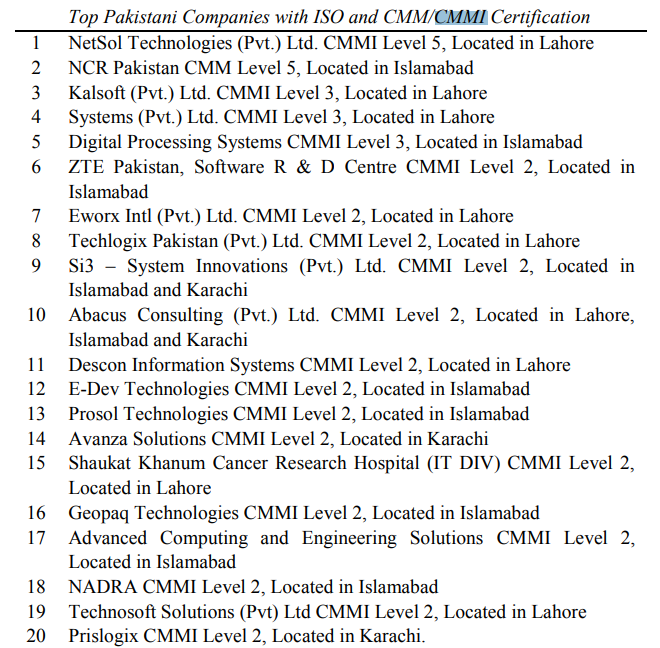 Top Pakistani Companies with ISO and CMM/CMMI Certification
1 NetSol Technologies (Pvt.) Ltd. CMMI Level 5, Located in Lahore
2 NCR Pakistan CMM Level 5, Located in Islamabad
3 Kalsoft (Pvt.) Ltd. CMMI Level 3, Located in Lahore
4 Systems (Pvt.) Ltd. CMMI Level 3, Located in Lahore
5 Digital Processing Systems CMMI Level 3, Located in Islamabad
6 ZTE Pakistan, Software R & D Centre CMMI Level 2, Located in
Islamabad
7 Eworx Intl (Pvt.) Ltd. CMMI Level 2, Located in Lahore
8 Techlogix Pakistan (Pvt.) Ltd. CMMI Level 2, Located in Lahore
9 Si3 – System Innovations (Pvt.) Ltd. CMMI Level 2, Located in
Islamabad and Karachi
10 Abacus Consulting (Pvt.) Ltd. CMMI Level 2, Located in Lahore,
Islamabad and Karachi
11 Descon Information Systems CMMI Level 2, Located in Lahore
12 E-Dev Technologies CMMI Level 2, Located in Islamabad
13 Prosol Technologies CMMI Level 2, Located in Islamabad
14 Avanza Solutions CMMI Level 2, Located in Karachi
15 Shaukat Khanum Cancer Research Hospital (IT DIV) CMMI Level 2,
Located in Lahore
16 Geopaq Technologies CMMI Level 2, Located in Islamabad
17 Advanced Computing and Engineering Solutions CMMI Level 2,
Located in Islamabad
18 NADRA CMMI Level 2, Located in Islamabad
19 Technosoft Solutions (Pvt) Ltd CMMI Level 2, Located in Lahore
20 Prislogix CMMI Level 2, Located in Karachi.